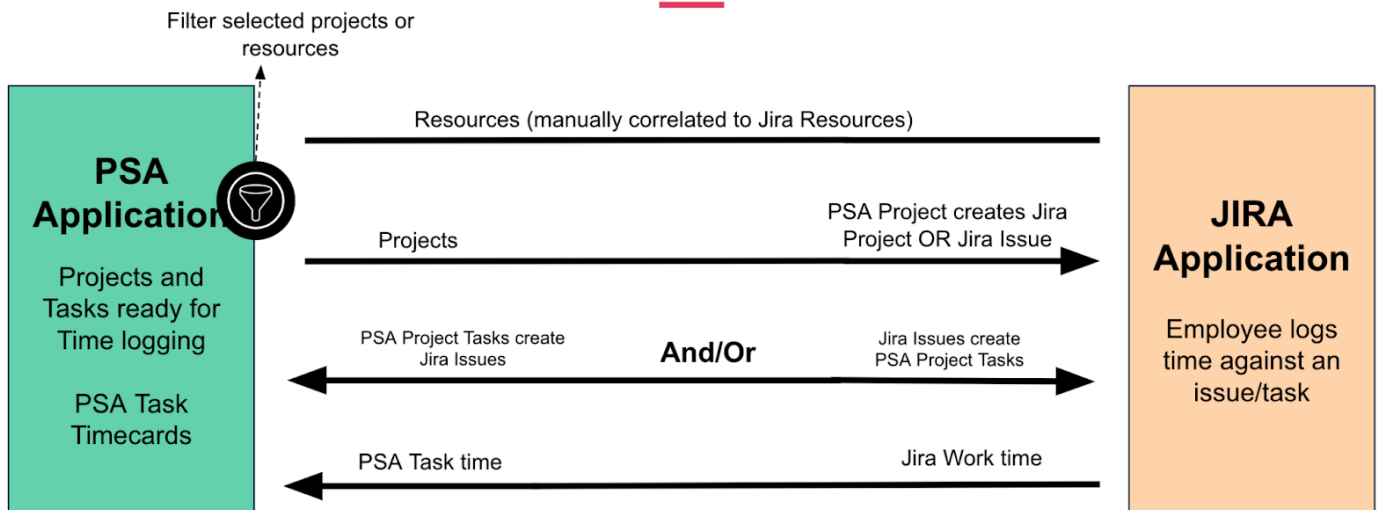 Filter selected projects or
resources
PSA
Application
Projects and
Tasks ready for
Time logging
PSA Task
Timecards
Resources (manually correlated to Jira Resources)
Projects
PSA Project creates Jira
Project OR Jira Issue
PSA Project Tasks create
Jira Issues
And/Or
Jira Issues create
PSA Project Tasks
PSA Task time
Jira Work time
JIRA
Application
Employee logs
time against an
issue/task